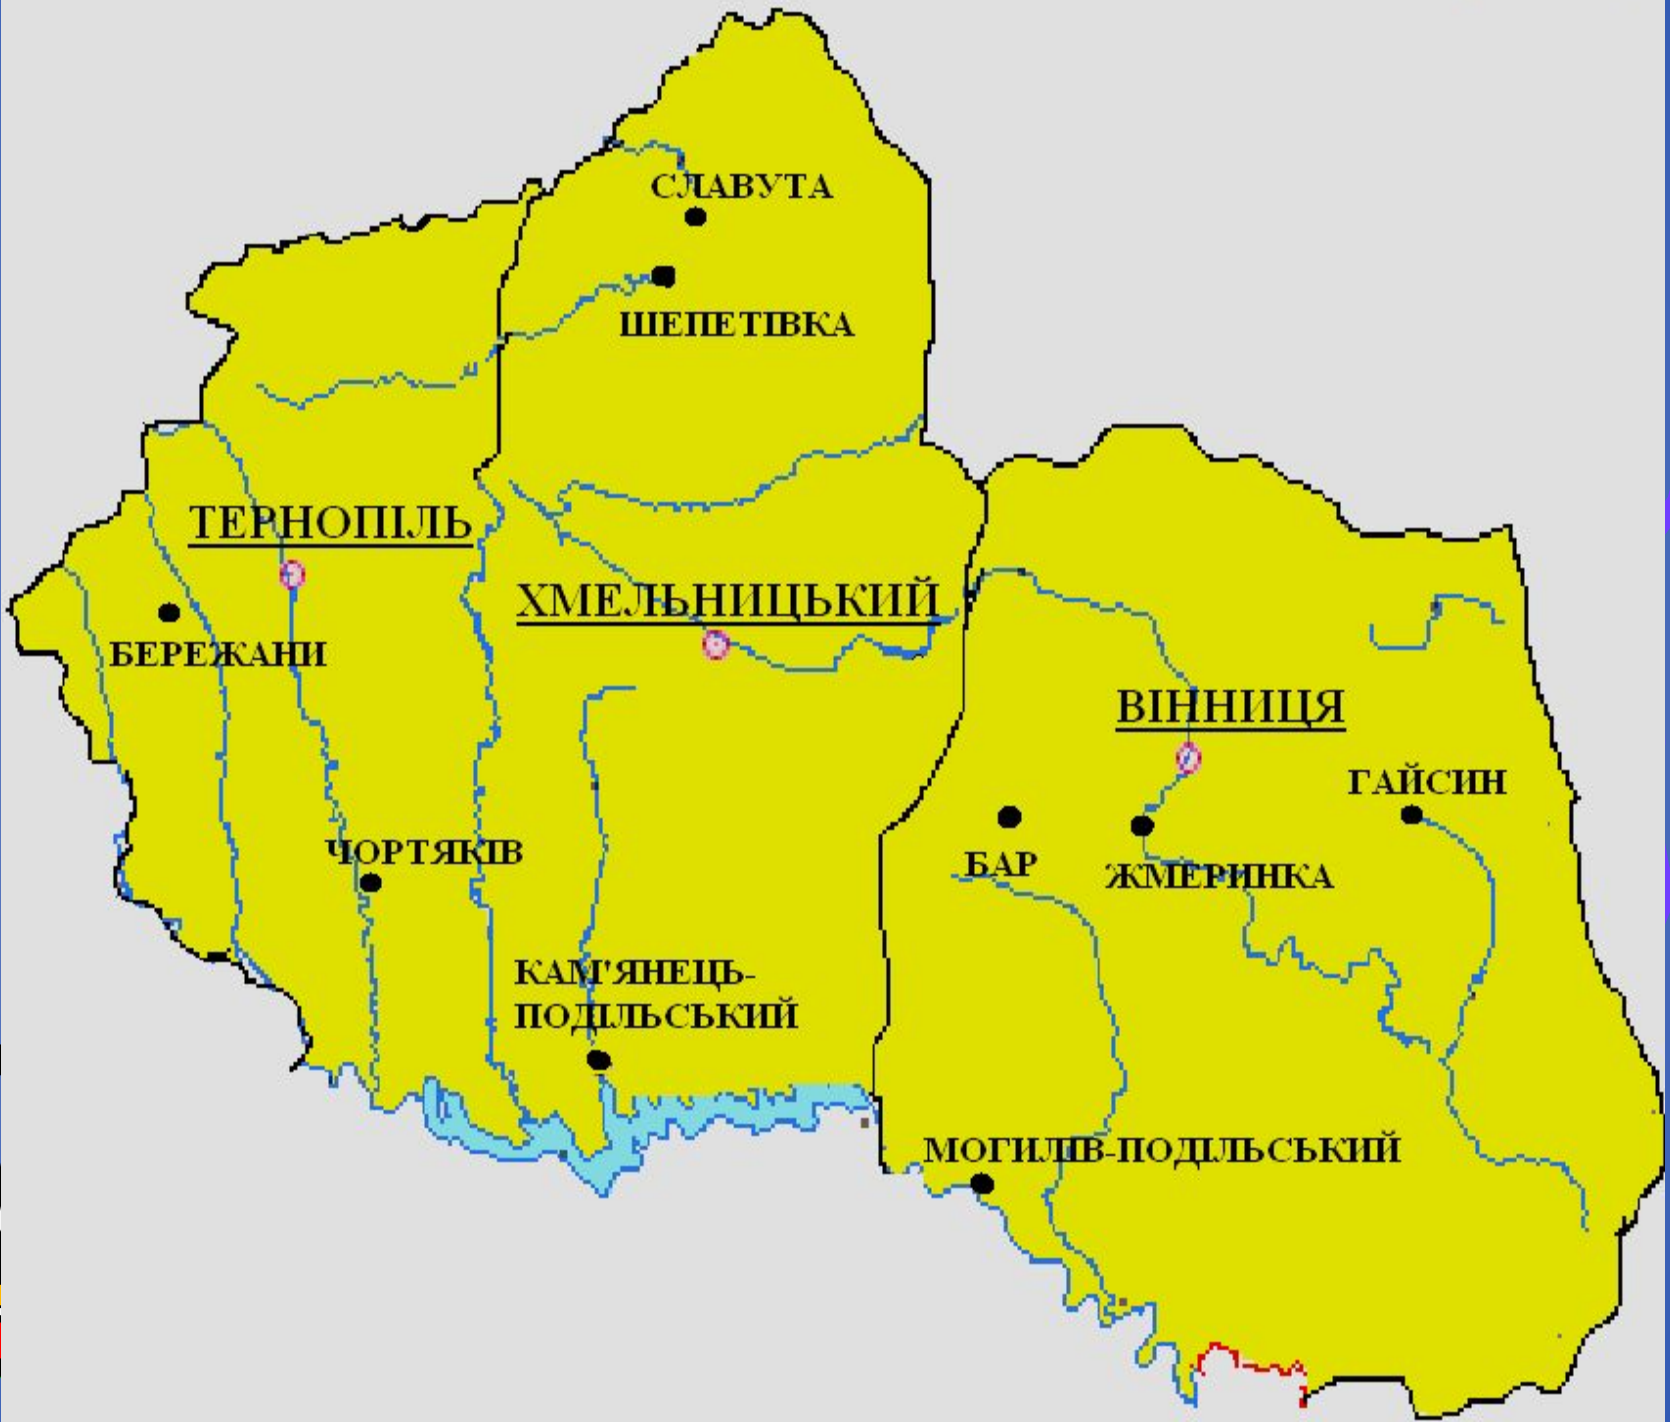 СЛАВУТА
ШЕПЕТІВКА
ТЕРНОПІЛЬ
ХМЕЛЬНИЦЬКИЙ
БЕРЕЖАНИ
ВІННИЦЯ
ГАЙСИН
ЧОРТЯКІВ
БАР
ЖМЕРИНКА
КАМ'ЯНЕЦЬ-
ПОДІЛЬСЬКИЙ
МОГИЛІВ-ПОДІЛЬСЬКИЙ